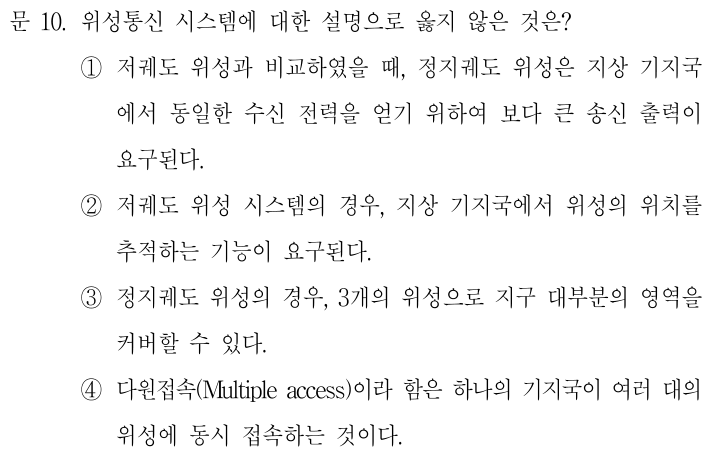 문 10. 위성통신 시스템에 대한 설명으로 옳지 않은 것은?
① 저궤도 위성과 비교하였을 때, 정지궤도 위성은 지상 기지국
에서 동일한 수신 전력을 얻기 위하여 보다 큰 송신 출력이
요구된다.
② 저궤도 위성 시스템의 경우, 지상 기지국에서 위성의 위치를
추적하는 기능이 요구된다.
③ 정지궤도 위성의 경우, 3개의 위성으로 지구 대부분의 영역을
커버할 수 있다.
④ 다원접속(Multiple access)이라 함은 하나의 기지국이 여러 대의
위성에 동시 접속하는 것이다.